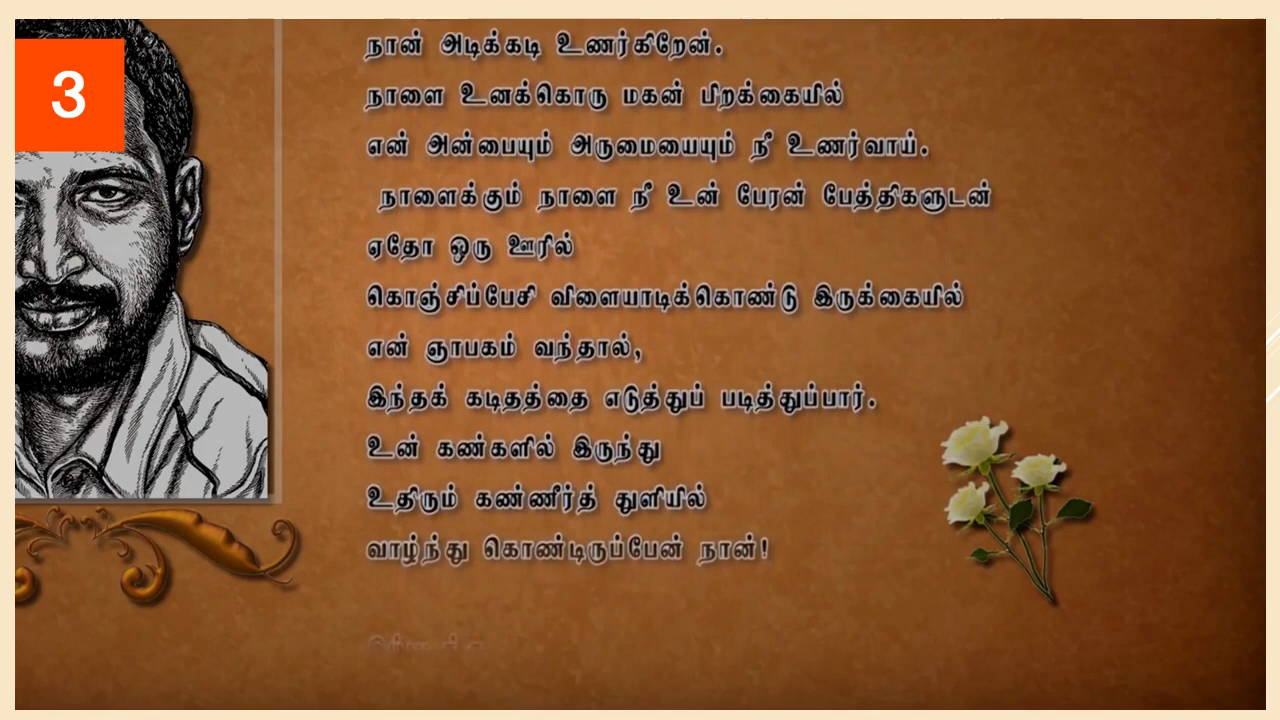 3
நான் அடிக்கடி உணர்கிறேன்.
நாளை உனக்கொரு மகன் பிறக்கையில்
என் அன்பையும் அருமையையும் நீ உணர்வாய்.
நாளைக்கும் நாளை நீ உன் பேரன் பேத்திகளுடன்
ஏதோ ஒரு ஊரில்
கொஞ்சிப்பேசி விளையாடிக்கொண்டு இருக்கையில்
என் ஞாபகம் வந்தால்,
இந்தக் கடிதத்தை எடுத்துப் படித்துப்பார்.
உன் கண்களில் இருந்து
உதிரும் கண்ணீர்த் துளியில்
வாழ்ந்து கொண்டிருப்பேன் நான்!